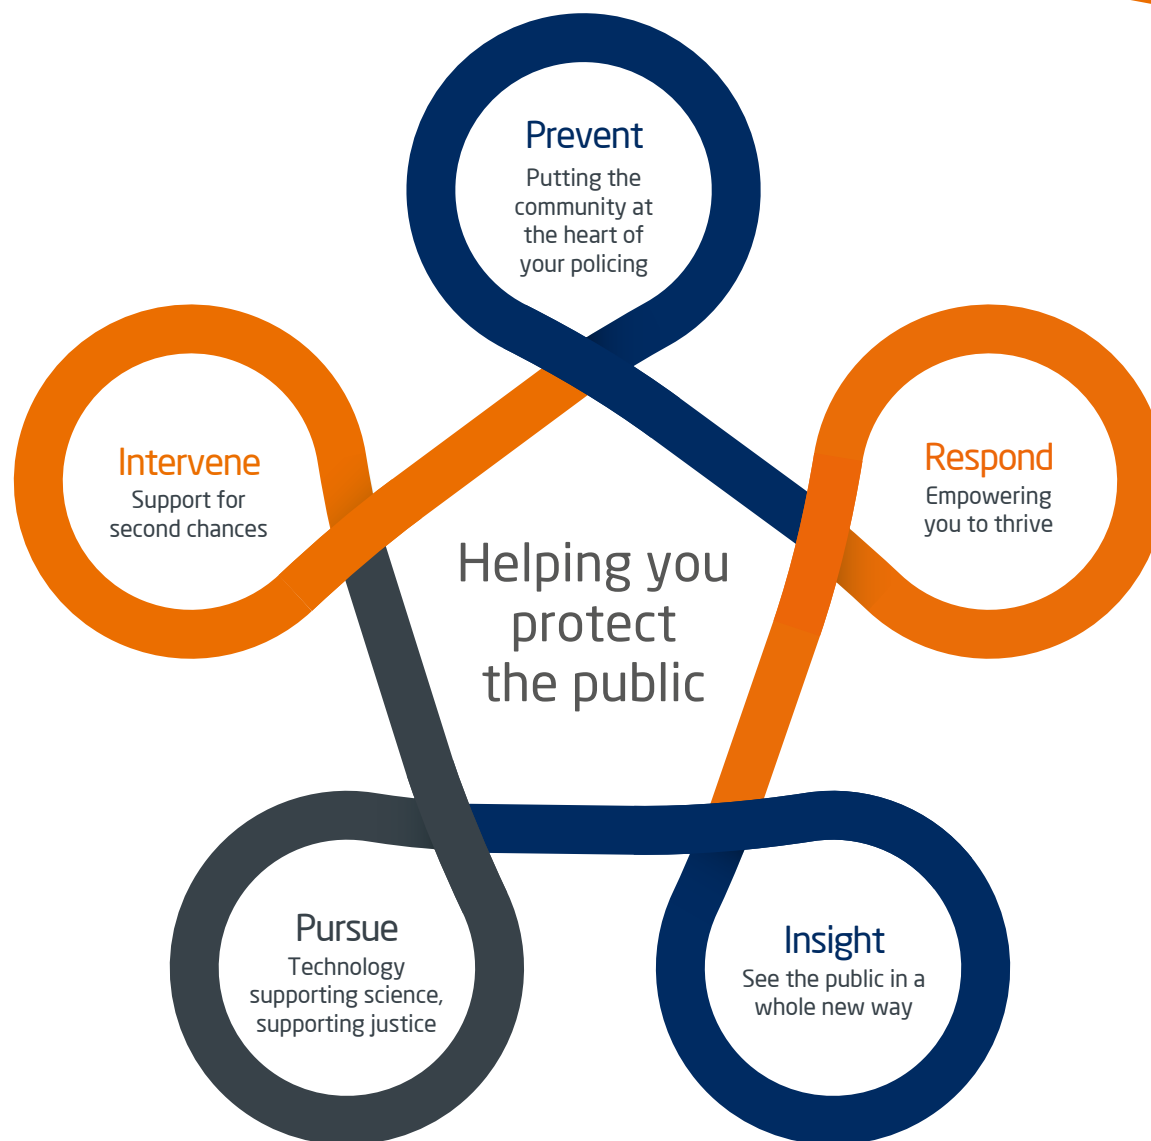 Prevent
Putting the
community at
the heart of
your policing
Intervene
Support for
second chances
Respond
Empowering
you to thrive
Helping you
protect
the public
Pursue
Technology
supporting science,
supporting justice
Insight
See the public in a
whole new way